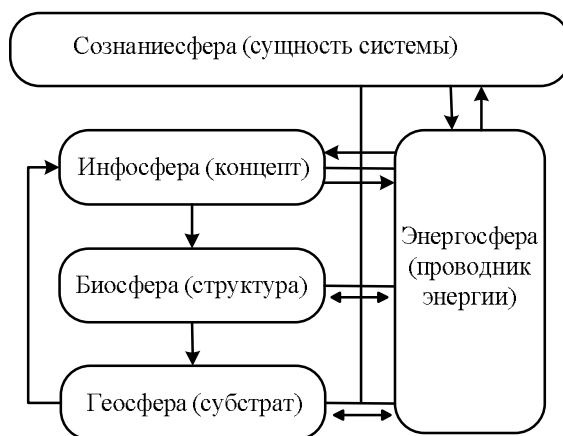 Сознаниесфера (сущность системы)
Инфосфера (концепт)
Энергосфера
(проводник
энергии)
Биосфера (структура)
Геосфера (субстрат)